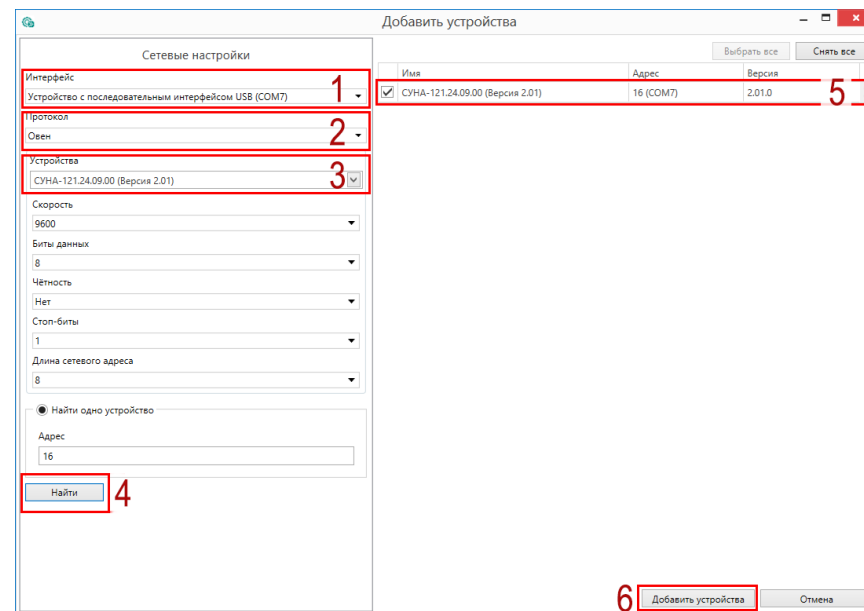 Добавить устройства
Сетевые настройки
Интерфейс
Устройство с последовательным интерфейсом USB (COM7)
1
Протокол
Овен
2
Устройства
СУНА-121.24.09.00 (Версия 2.01)
3
Скорость
9600
Биты данных
8
Чётность
Нет
Стоп-биты
1
Длина сетевого адреса
8
Найти одно устройство
Адрес
16
Найти
4
Выбрать все Снять все
Имя Адрес Версия
СУНА-121.24.09.00 (Версия 2.01) 16 (COM7) 2.01.0
5
6
Добавить устройства Отмена